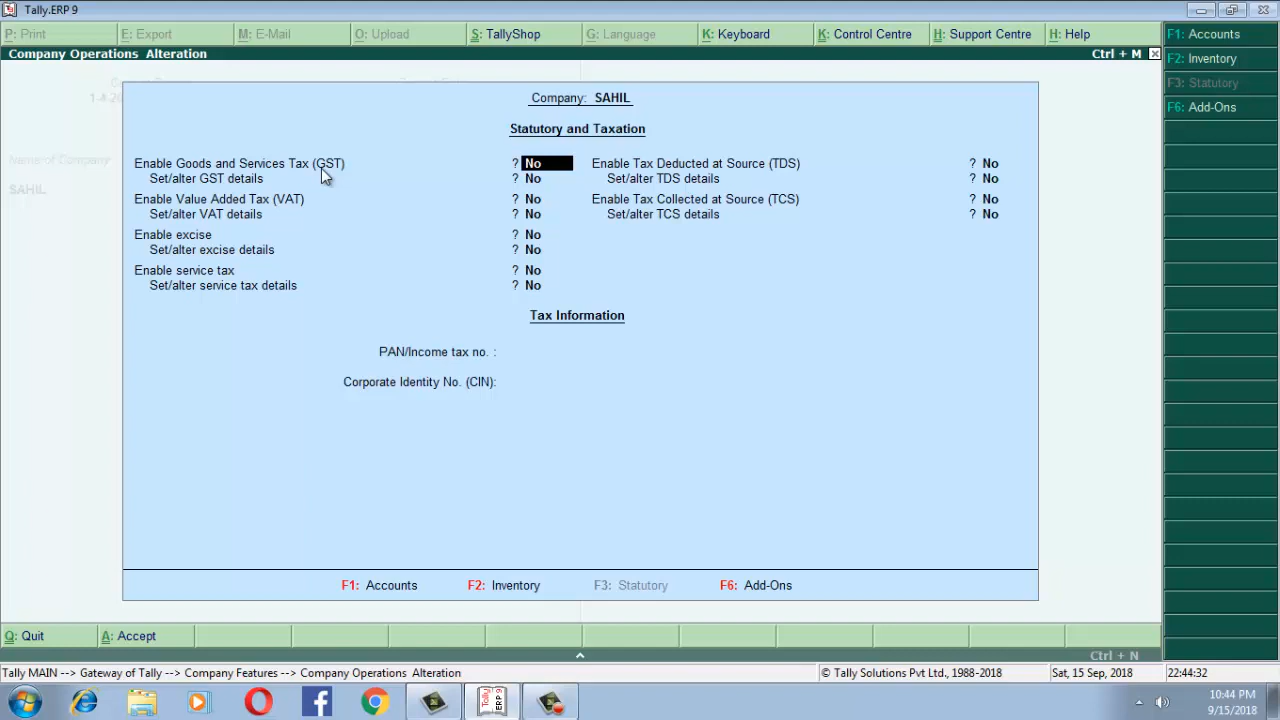 Tally.ERP 9
P: Print E: Export M: E-Mail O: Upload S: TallyShop G: Language K: Keyboard K: Control Centre H: Support Centre H: Help
F1: Accounts
Company Operations Alteration Ctrl + M
F2: Inventory
F3: Statutory
F6: Add-Ons
Company: SAHIL
Statutory and Taxation
Name of Company
SAHIL
Enable Goods and Services Tax (GST) ? No
Set/alter GST details ? No
Enable Value Added Tax (VAT) ? No
Set/alter VAT details ? No
Enable excise ? No
Set/alter excise details ? No
Enable service tax ? No
Set/alter service tax details ? No
Enable Tax Deducted at Source (TDS) ? No
Set/alter TDS details ? No
Enable Tax Collected at Source (TCS) ? No
Set/alter TCS details ? No
Tax Information
PAN/Income tax no. :
Corporate Identity No. (CIN):
F1: Accounts F2: Inventory F3: Statutory F6: Add-Ons
Q: Quit A: Accept
Ctrl + N
Tally MAIN --> Gateway of Tally --> Company Features --> Company Operations Alteration © Tally Solutions Pvt Ltd., 1988-2018 Sat, 15 Sep, 2018 22:44:32
Tally ERP 9
10:44 PM
9/15/2018